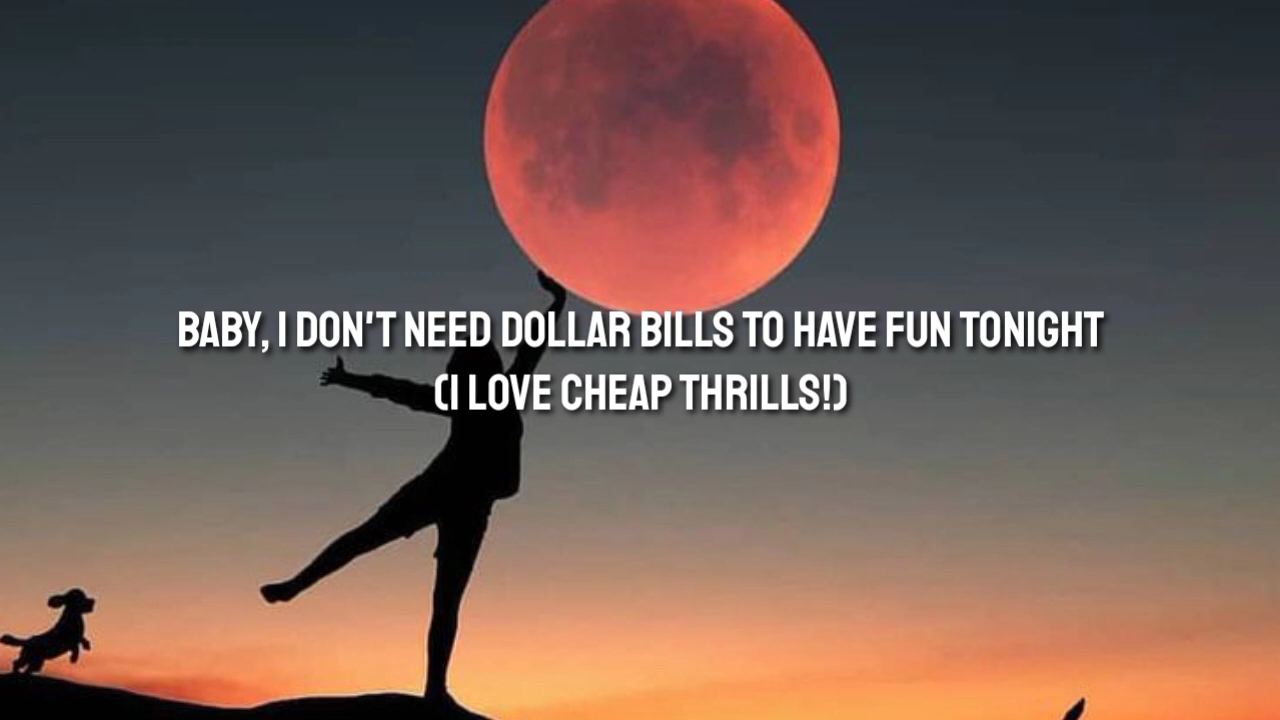 BABY, I DON'T NEED DOLLAR BILLS TO HAVE FUN TONIGHT
(I LOVE CHEAP THRILLS!)